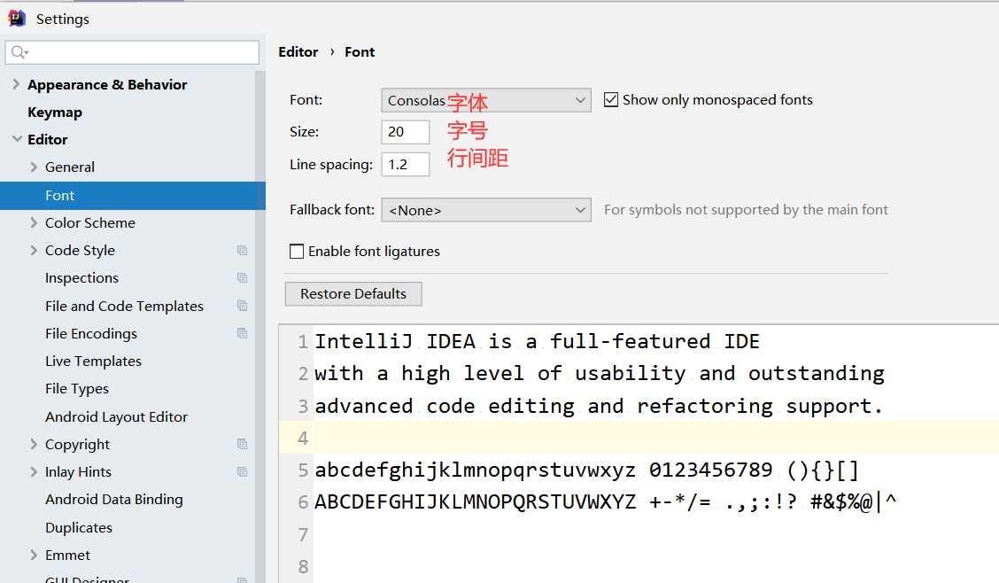 Settings
Appearance & Behavior
Keymap
Editor
General
Font
Color Scheme
Code Style
Inspections
File and Code Templates
File Encodings
Live Templates
File Types
Android Layout Editor
Copyright
Inlay Hints
Android Data Binding
Duplicates
Emmet
GUI Designer
Editor › Font
Font: Consolas 字体 Show only monospaced fonts
Size: 20 字号
Line spacing: 1.2 行间距
Fallback font: <None> For symbols not supported by the main font
Enable font ligatures
Restore Defaults
1 IntelliJ IDEA is a full-featured IDE
2 with a high level of usability and outstanding
3 advanced code editing and refactoring support.
4
5 abcdefghijklmnopqrstuvwxyz 0123456789 (){}[]
6 ABCDEFGHIJKLMNOPQRSTUVWXYZ +-*/= .,;:!? #&$%@|^
7
8